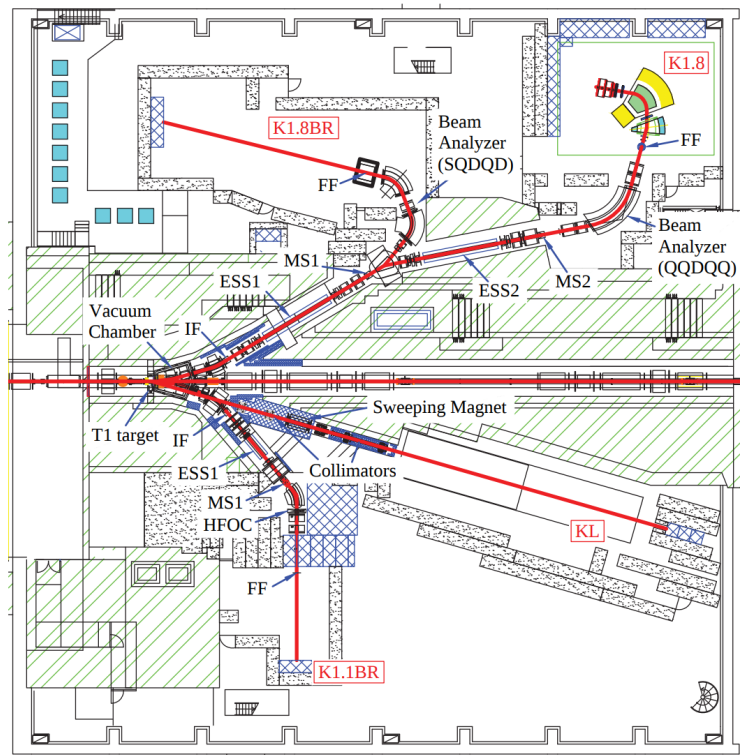 K1.8
K1.8BR
Beam
Analyzer
(SQDQD)
FF
FF
Beam
Analyzer
(QQDQQ)
MS1
ESS1
ESS2
MS2
Vacuum
Chamber
IF
T1 target
IF
Sweeping Magnet
ESS1
Collimators
MS1
HFOC
KL
FF
K1.1BR